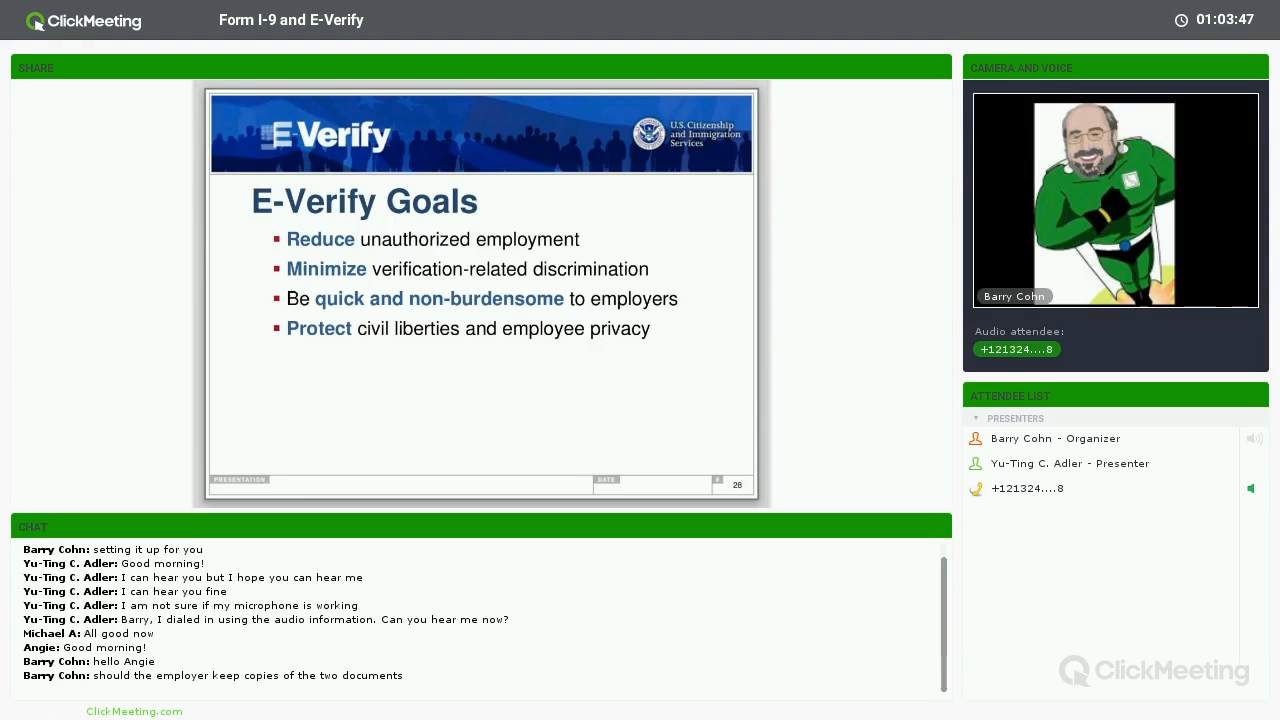 ClickMeeting
Form I-9 and E-Verify
01:03:47
SHARE
E-Verify
U.S. Citizenship
and Immigration
Services
E-Verify Goals
Reduce unauthorized employment
Minimize verification-related discrimination
Be quick and non-burdensome to employers
Protect civil liberties and employee privacy
PRESENTATION
DATE
#
28
CAMERA AND VOICE
Barry Cohn
Audio attendee:
+121324....8
ATTENDEE LIST
PRESENTERS
Barry Cohn - Organizer
Yu-Ting C. Adler - Presenter
+121324....8
CHAT
Barry Cohn: setting it up for you
Yu-Ting C. Adler: Good morning!
Yu-Ting C. Adler: I can hear you but I hope you can hear me
Yu-Ting C. Adler: I can hear you fine
Yu-Ting C. Adler: I am not sure if my microphone is working
Yu-Ting C. Adler: Barry, I dialed in using the audio information. Can you hear me now?
Michael A: All good now
Angie: Good morning!
Barry Cohn: hello Angie
Barry Cohn: should the employer keep copies of the two documents
ClickMeeting
ClickMeeting.com